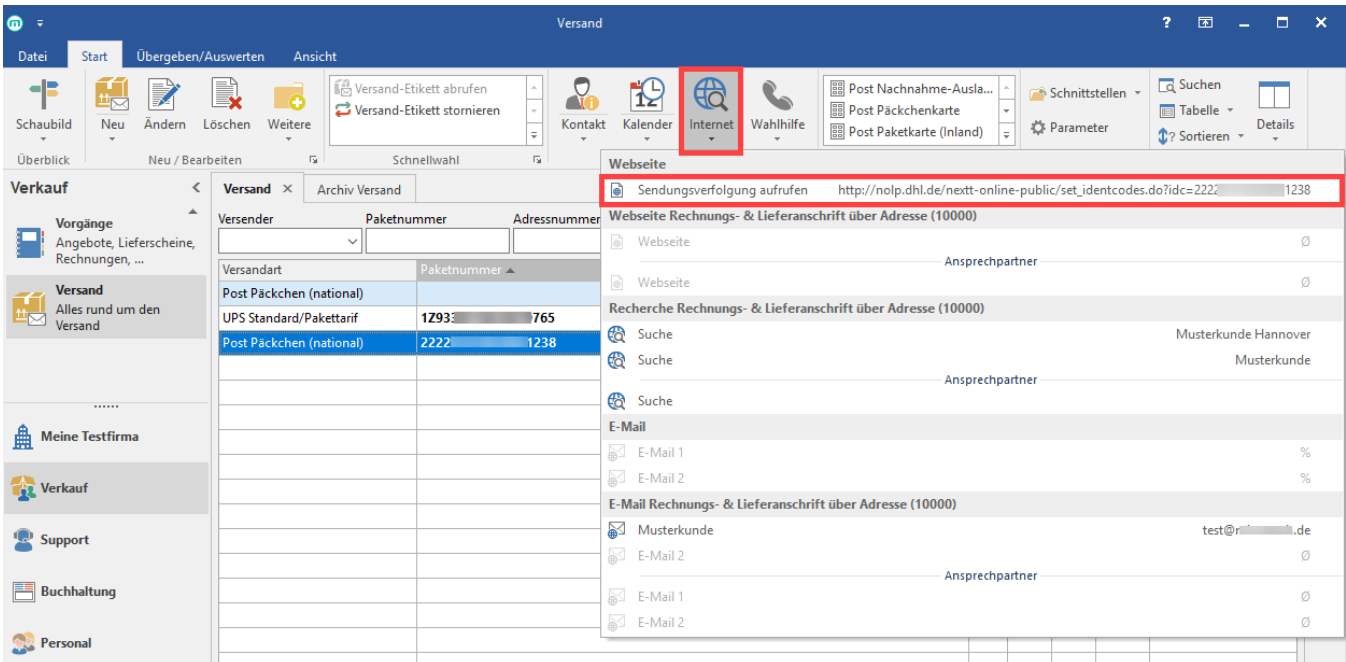 Versand
?
Datei Start Übergeben/Auswerten Ansicht
Schaubild
Überblick
Neu Ändern Löschen Weitere
Neu / Bearbeiten
Versand-Etikett abrufen
Versand-Etikett stornieren
Schnellwahl
Kontakt Kalender Internet Wahlhilfe
12
Post Nachnahme-Ausla...
Post Päckchenkarte
Post Paketkarte (Inland)
Schnittstellen
Parameter
Suchen
Tabelle
Sortieren
Details
Verkauf
Vorgänge
Angebote, Lieferscheine,
Rechnungen, ...
Versand
Alles rund um den
Versand
Meine Testfirma
Verkauf
Support
Buchhaltung
Personal
Versand × Archiv Versand
Versender Paketnummer Adressnummer
Versandart Paketnummer
Post Päckchen (national)
UPS Standard/Pakettarif 1Z93 765
Post Päckchen (national) 2222 1238
Webseite
Sendungsverfolgung aufrufen http://nolp.dhl.de/nextt-online-public/set_identcodes.do?idc=2222 1238
Webseite Rechnungs- & Lieferanschrift über Adresse (10000)
Webseite Ø
Ansprechpartner
Webseite Ø
Recherche Rechnungs- & Lieferanschrift über Adresse (10000)
Suche Musterkunde Hannover
Suche Musterkunde
Ansprechpartner
Suche
E-Mail
E-Mail 1 %
E-Mail 2 %
E-Mail Rechnungs- & Lieferanschrift über Adresse (10000)
Musterkunde test@ .de
E-Mail 2 Ø
Ansprechpartner
E-Mail 1 Ø
E-Mail 2 Ø